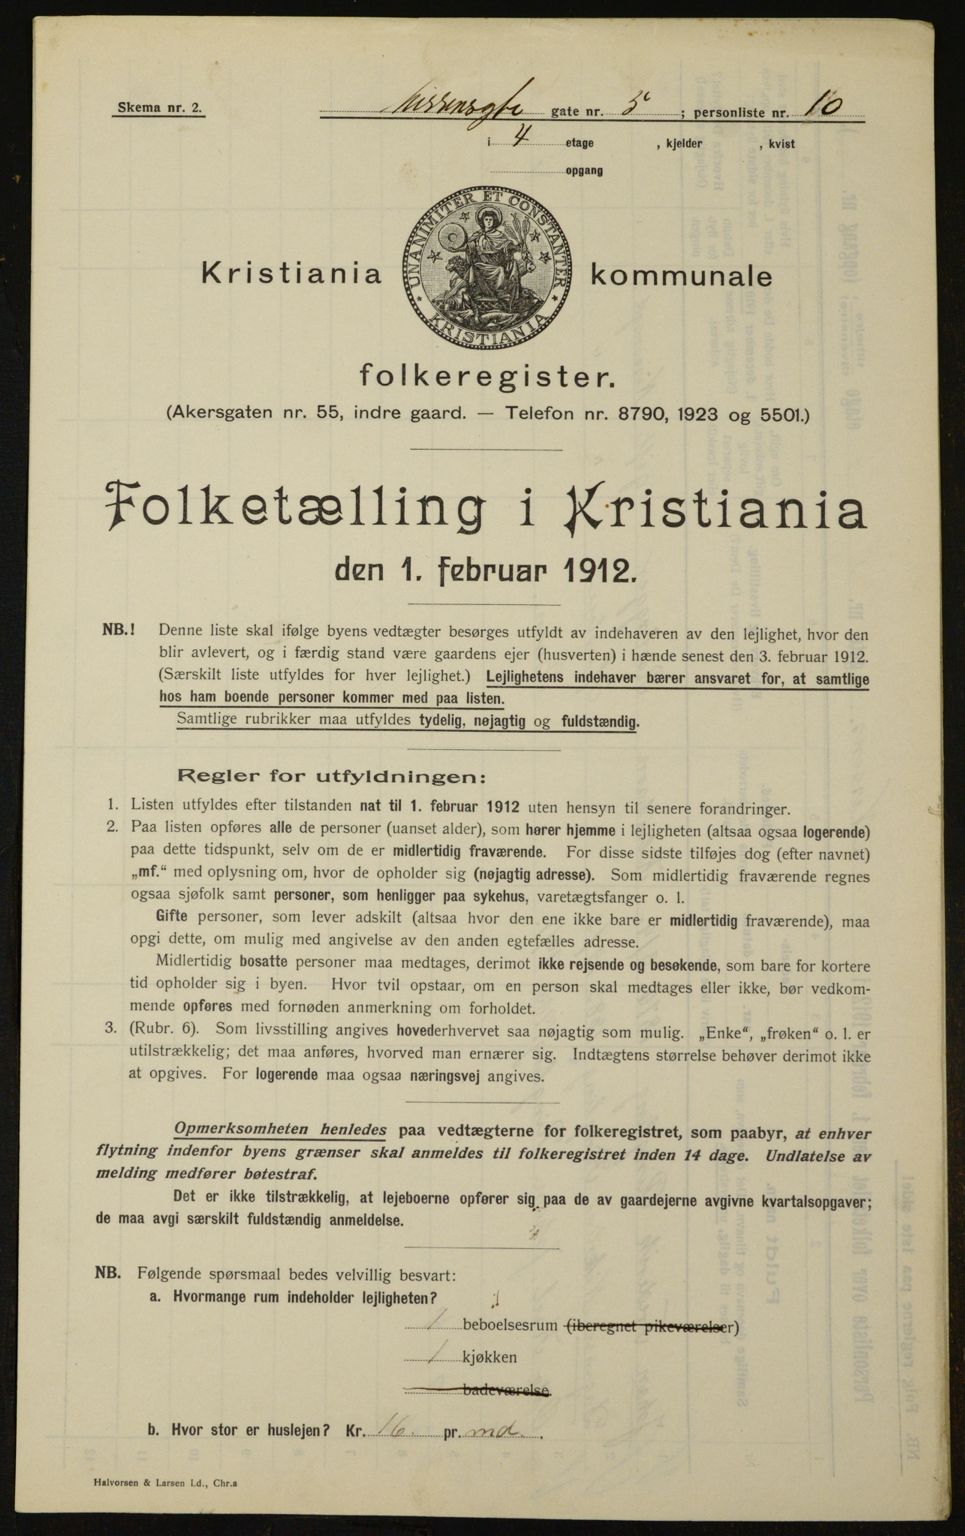 Skema nr. 2.
Nissensgte gate nr. 5 ; personliste nr. 10
i 4 etage , kjelder , kvist
opgang
UNANIMITER ET CONSTANTER
KRISTIANIA
Kristiania kommunale
folkeregister.
(Akersgaten nr. 55, indre gaard. — Telefon nr. 8790, 1923 og 5501.)
Folketælling i Kristiania
den 1. februar 1912.
NB.! Denne liste skal ifølge byens vedtægter besørges utfyldt av indehaveren av den lejlighet, hvor den
blir avlevert, og i færdig stand være gaardens ejer (husverten) i hænde senest den 3. februar 1912.
(Særskilt liste utfyldes for hver lejlighet.) Lejlighetens indehaver bærer ansvaret for, at samtlige
hos ham boende personer kommer med paa listen.
Samtlige rubrikker maa utfyldes tydelig, nøjagtig og fuldstændig.
Regler for utfyldningen:
1. Listen utfyldes efter tilstanden nat til 1. februar 1912 uten hensyn til senere forandringer.
2. Paa listen opføres alle de personer (uanset alder), som hører hjemme i lejligheten (altsaa ogsaa logerende)
paa dette tidspunkt, selv om de er midlertidig fraværende. For disse sidste tilføjes dog (efter navnet)
„mf.“ med oplysning om, hvor de opholder sig (nøjagtig adresse). Som midlertidig fraværende regnes
ogsaa sjøfolk samt personer, som henligger paa sykehus, varetægtsfanger o. l.
Gifte personer, som lever adskilt (altsaa hvor den ene ikke bare er midlertidig fraværende), maa
opgi dette, om mulig med angivelse av den anden egtefælles adresse.
Midlertidig bosatte personer maa medtages, derimot ikke rejsende og besøkende, som bare for kortere
tid opholder sig i byen. Hvor tvil opstaar, om en person skal medtages eller ikke, bør vedkom-
mende opføres med fornøden anmerkning om forholdet.
3. (Rubr. 6). Som livsstilling angives hovederhvervet saa nøjagtig som mulig. „Enke“, „frøken“ o. l. er
utilstrækkelig; det maa anføres, hvorved man ernærer sig. Indtægtens størrelse behøver derimot ikke
at opgives. For logerende maa ogsaa næringsvej angives.
Opmerksomheten henledes paa vedtægterne for folkeregistret, som paabyr, at enhver
flytning indenfor byens grænser skal anmeldes til folkeregistret inden 14 dage. Undlatelse av
melding medfører bøtestraf.
Det er ikke tilstrækkelig, at lejeboerne opfører sig paa de av gaardejerne avgivne kvartalsopgaver;
de maa avgi særskilt fuldstændig anmeldelse.
NB. Følgende spørsmaal bedes velvillig besvart:
a. Hvormange rum indeholder lejligheten?
1 beboelsesrum (iberegnet pikeværelser)
1 kjøkken
badeværelse.
b. Hvor stor er huslejen? Kr. 16 pr. md.
Halvorsen & Larsen Ld., Chr.a